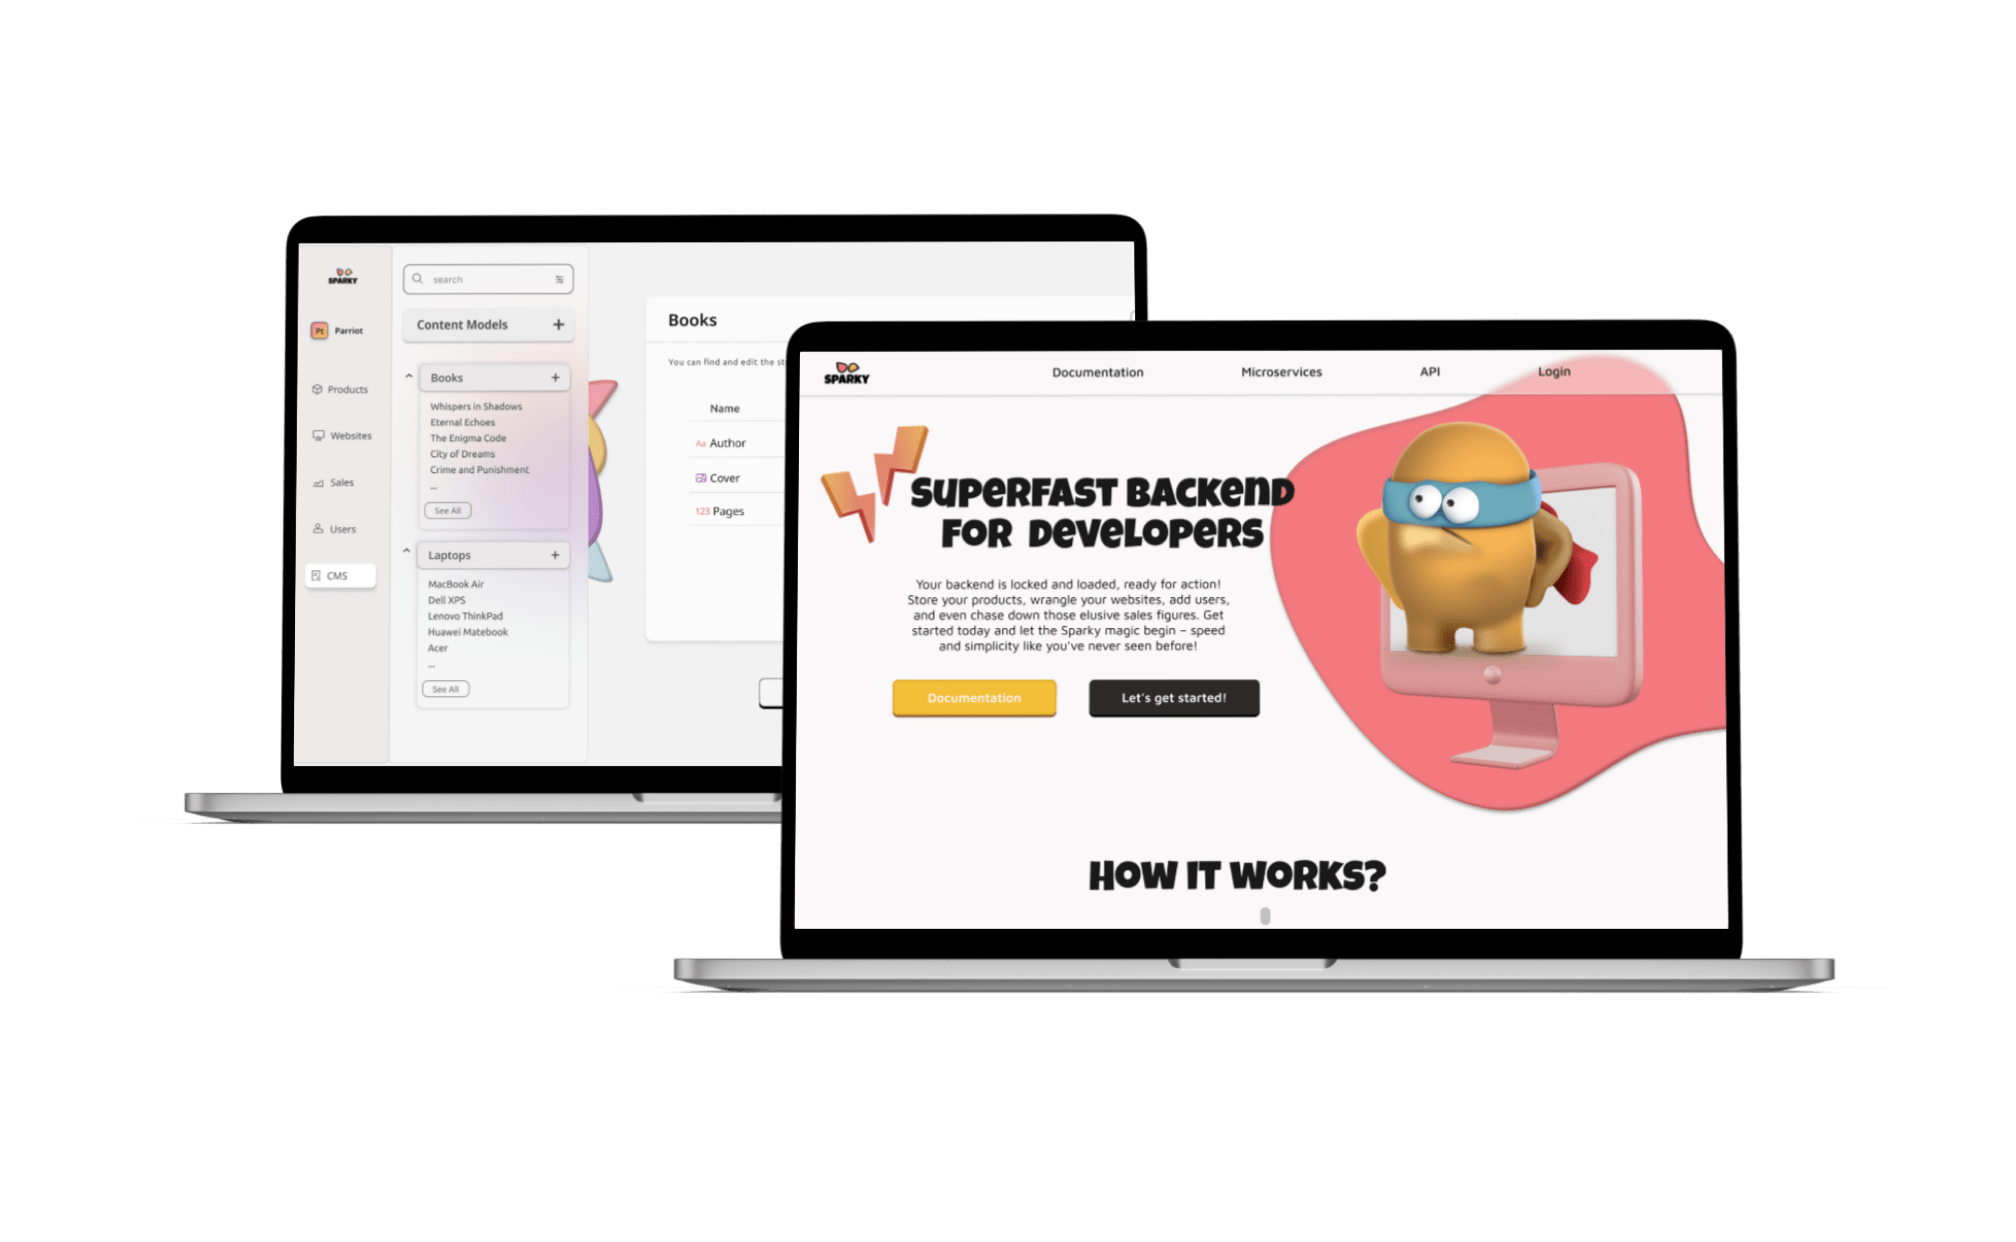 SPARKY
Pt Parriot
Products
Websites
Sales
Users
CMS
search
Content Models +
Books +
Whispers in Shadows
Eternal Echoes
The Enigma Code
City of Dreams
Crime and Punishment
...
See All
Laptops +
MacBook Air
Dell XPS
Lenovo ThinkPad
Huawei Matebook
Acer
...
See All
Books
You can find and edit the
Name
Aa Author
Cover
123 Pages
SPARKY
Documentation Microservices API Login
SUPERFAST BACKEND
FOR DEVELOPERS
Your backend is locked and loaded, ready for action!
Store your products, wrangle your websites, add users,
and even chase down those elusive sales figures. Get
started today and let the Sparky magic begin – speed
and simplicity like you've never seen before!
Documentation
Let's get started!
HOW IT WORKS?